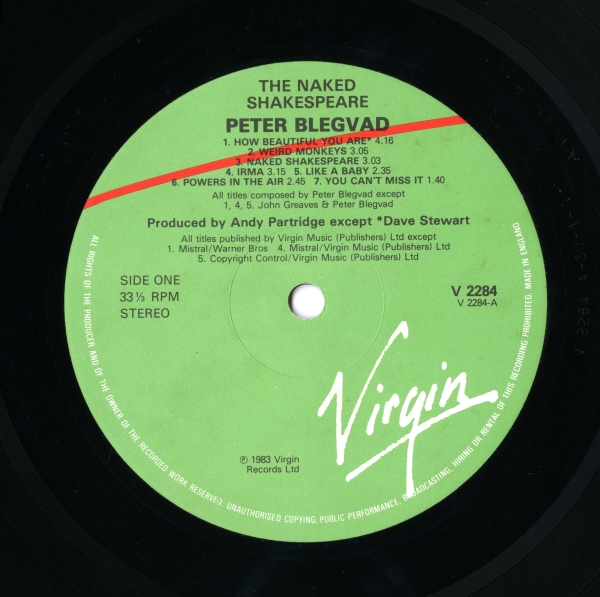 THE NAKED
SHAKESPEARE
PETER BLEGVAD
1. HOW BEAUTIFUL YOU ARE* 4.16
2. WEIRD MONKEYS 3.05
3. NAKED SHAKESPEARE 3.03
4. IRMA 3.15 5. LIKE A BABY 2.35
6. POWERS IN THE AIR 2.45 7. YOU CAN'T MISS IT 1.40
All titles composed by Peter Blegvad except
1, 4, 5. John Greaves & Peter Blegvad
Produced by Andy Partridge except *Dave Stewart
All titles published by Virgin Music (Publishers) Ltd except
1. Mistral/Warner Bros 4. Mistral/Virgin Music (Publishers) Ltd
5. Copyright Control/Virgin Music (Publishers) Ltd
SIDE ONE
33⅓ RPM
STEREO
V 2284
V 2284-A
Virgin
℗ 1983 Virgin
Records Ltd
ALL RIGHTS OF THE PRODUCER AND OF THE OWNER OF THE RECORDED WORK RESERVED. UNAUTHORISED COPYING, PUBLIC PERFORMANCE, BROADCASTING, HIRING OR RENTAL OF THIS RECORDING PROHIBITED. MADE IN ENGLAND